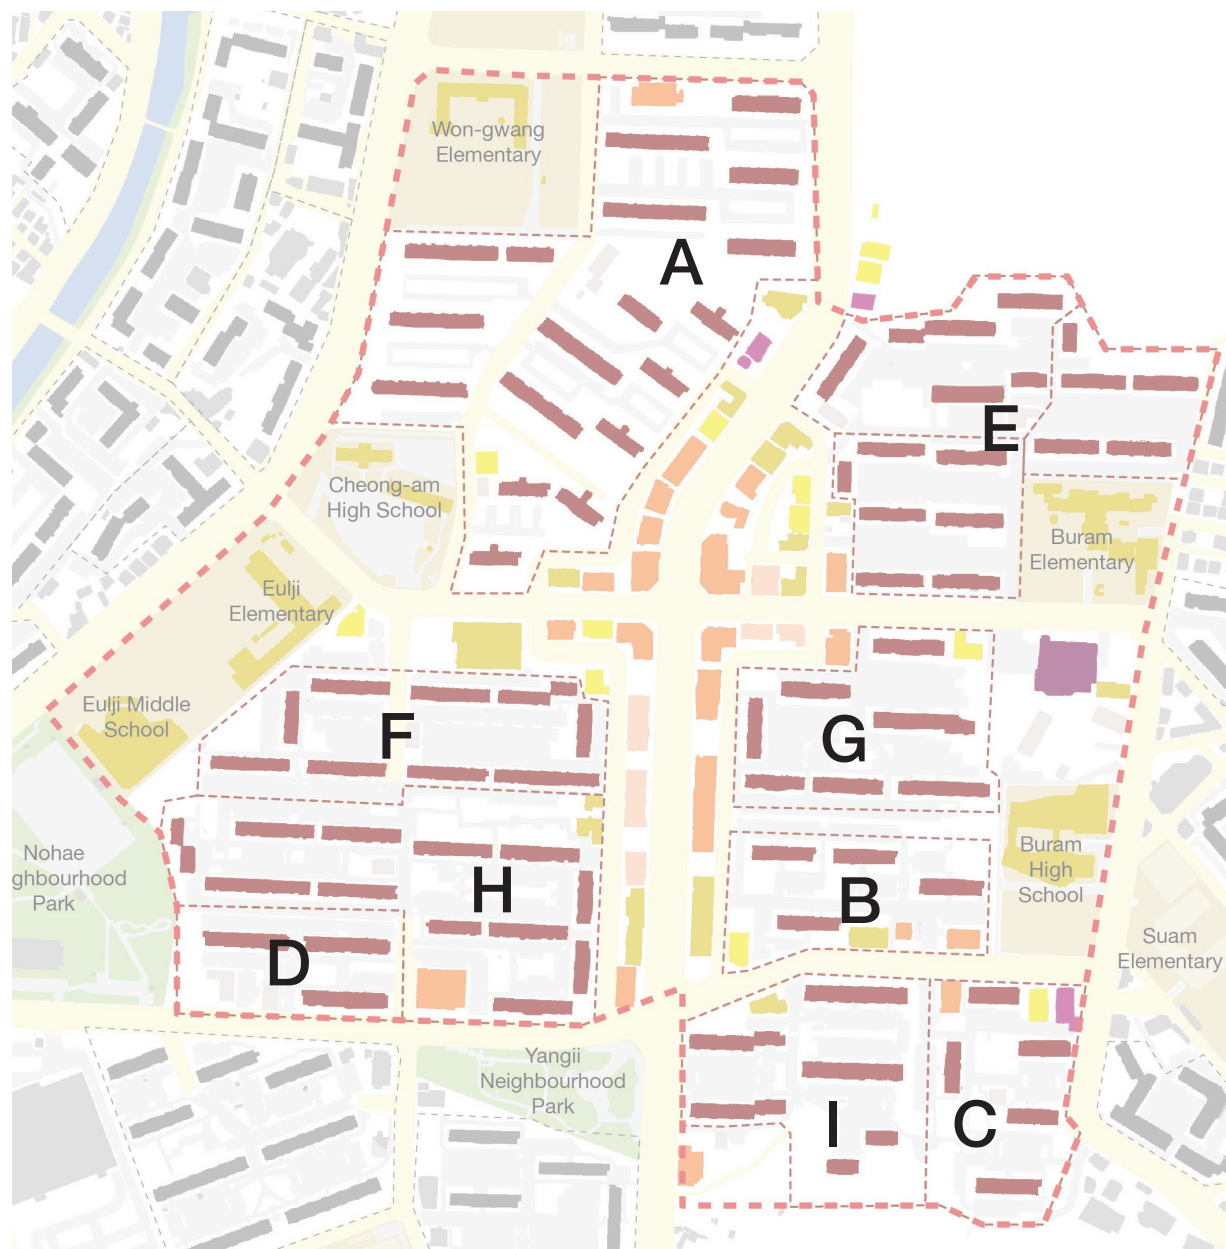 Won-gwang
Elementary
A
E
Cheong-am
High School
Buram
Elementary
Eulji
Elementary
Eulji Middle
School
F
G
Nohae
ghbourhood
Park
H
B
Buram
High
School
D
Suam
Elementary
Yangii
Neighbourhood
Park
I
C